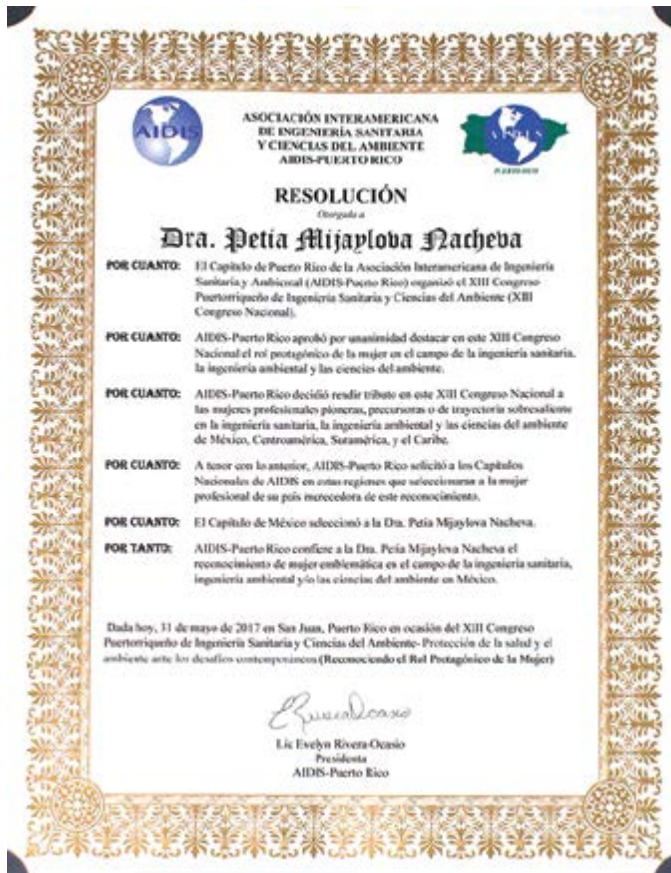 AIDIS
ASOCIACIÓN INTERAMERICANA
DE INGENIERÍA SANITARIA
Y CIENCIAS DEL AMBIENTE
AIDIS-PUERTO RICO
AIDIS
PUERTO RICO
RESOLUCIÓN
Otorgada a
Dra. Petia Mijaylova Nacheva
POR CUANTO: El Capítulo de Puerto Rico de la Asociación Interamericana de Ingeniería
Sanitaria y Ambiental (AIDIS-Puerto Rico) organizó el XIII Congreso
Puertorriqueño de Ingeniería Sanitaria y Ciencias del Ambiente (XIII
Congreso Nacional).
POR CUANTO: AIDIS-Puerto Rico aprobó por unanimidad destacar en este XIII Congreso
Nacional el rol protagónico de la mujer en el campo de la ingeniería sanitaria,
la ingeniería ambiental y las ciencias del ambiente.
POR CUANTO: AIDIS-Puerto Rico decidió rendir tributo en este XIII Congreso Nacional a
las mujeres profesionales pioneras, precursoras o de trayectoria sobresaliente
en la ingeniería sanitaria, la ingeniería ambiental y las ciencias del ambiente
de México, Centroamérica, Suramérica, y el Caribe.
POR CUANTO: A tenor con lo anterior, AIDIS-Puerto Rico solicitó a los Capítulos
Nacionales de AIDIS en estas regiones que seleccionaran a la mujer
profesional de su país merecedora de este reconocimiento.
POR CUANTO: El Capítulo de México seleccionó a la Dra. Petia Mijaylova Nacheva.
POR TANTO: AIDIS-Puerto Rico confiere a la Dra. Petia Mijaylova Nacheva el
reconocimiento de mujer emblemática en el campo de la ingeniería sanitaria,
ingeniería ambiental y/o las ciencias del ambiente en México.
Dada hoy, 31 de mayo de 2017 en San Juan, Puerto Rico en ocasión del XIII Congreso
Puertorriqueño de Ingeniería Sanitaria y Ciencias del Ambiente- Protección de la salud y el
ambiente ante los desafíos contemporáneos (Reconociendo el Rol Protagónico de la Mujer)
Lic Evelyn Rivera-Ocasio
Presidenta
AIDIS-Puerto Rico